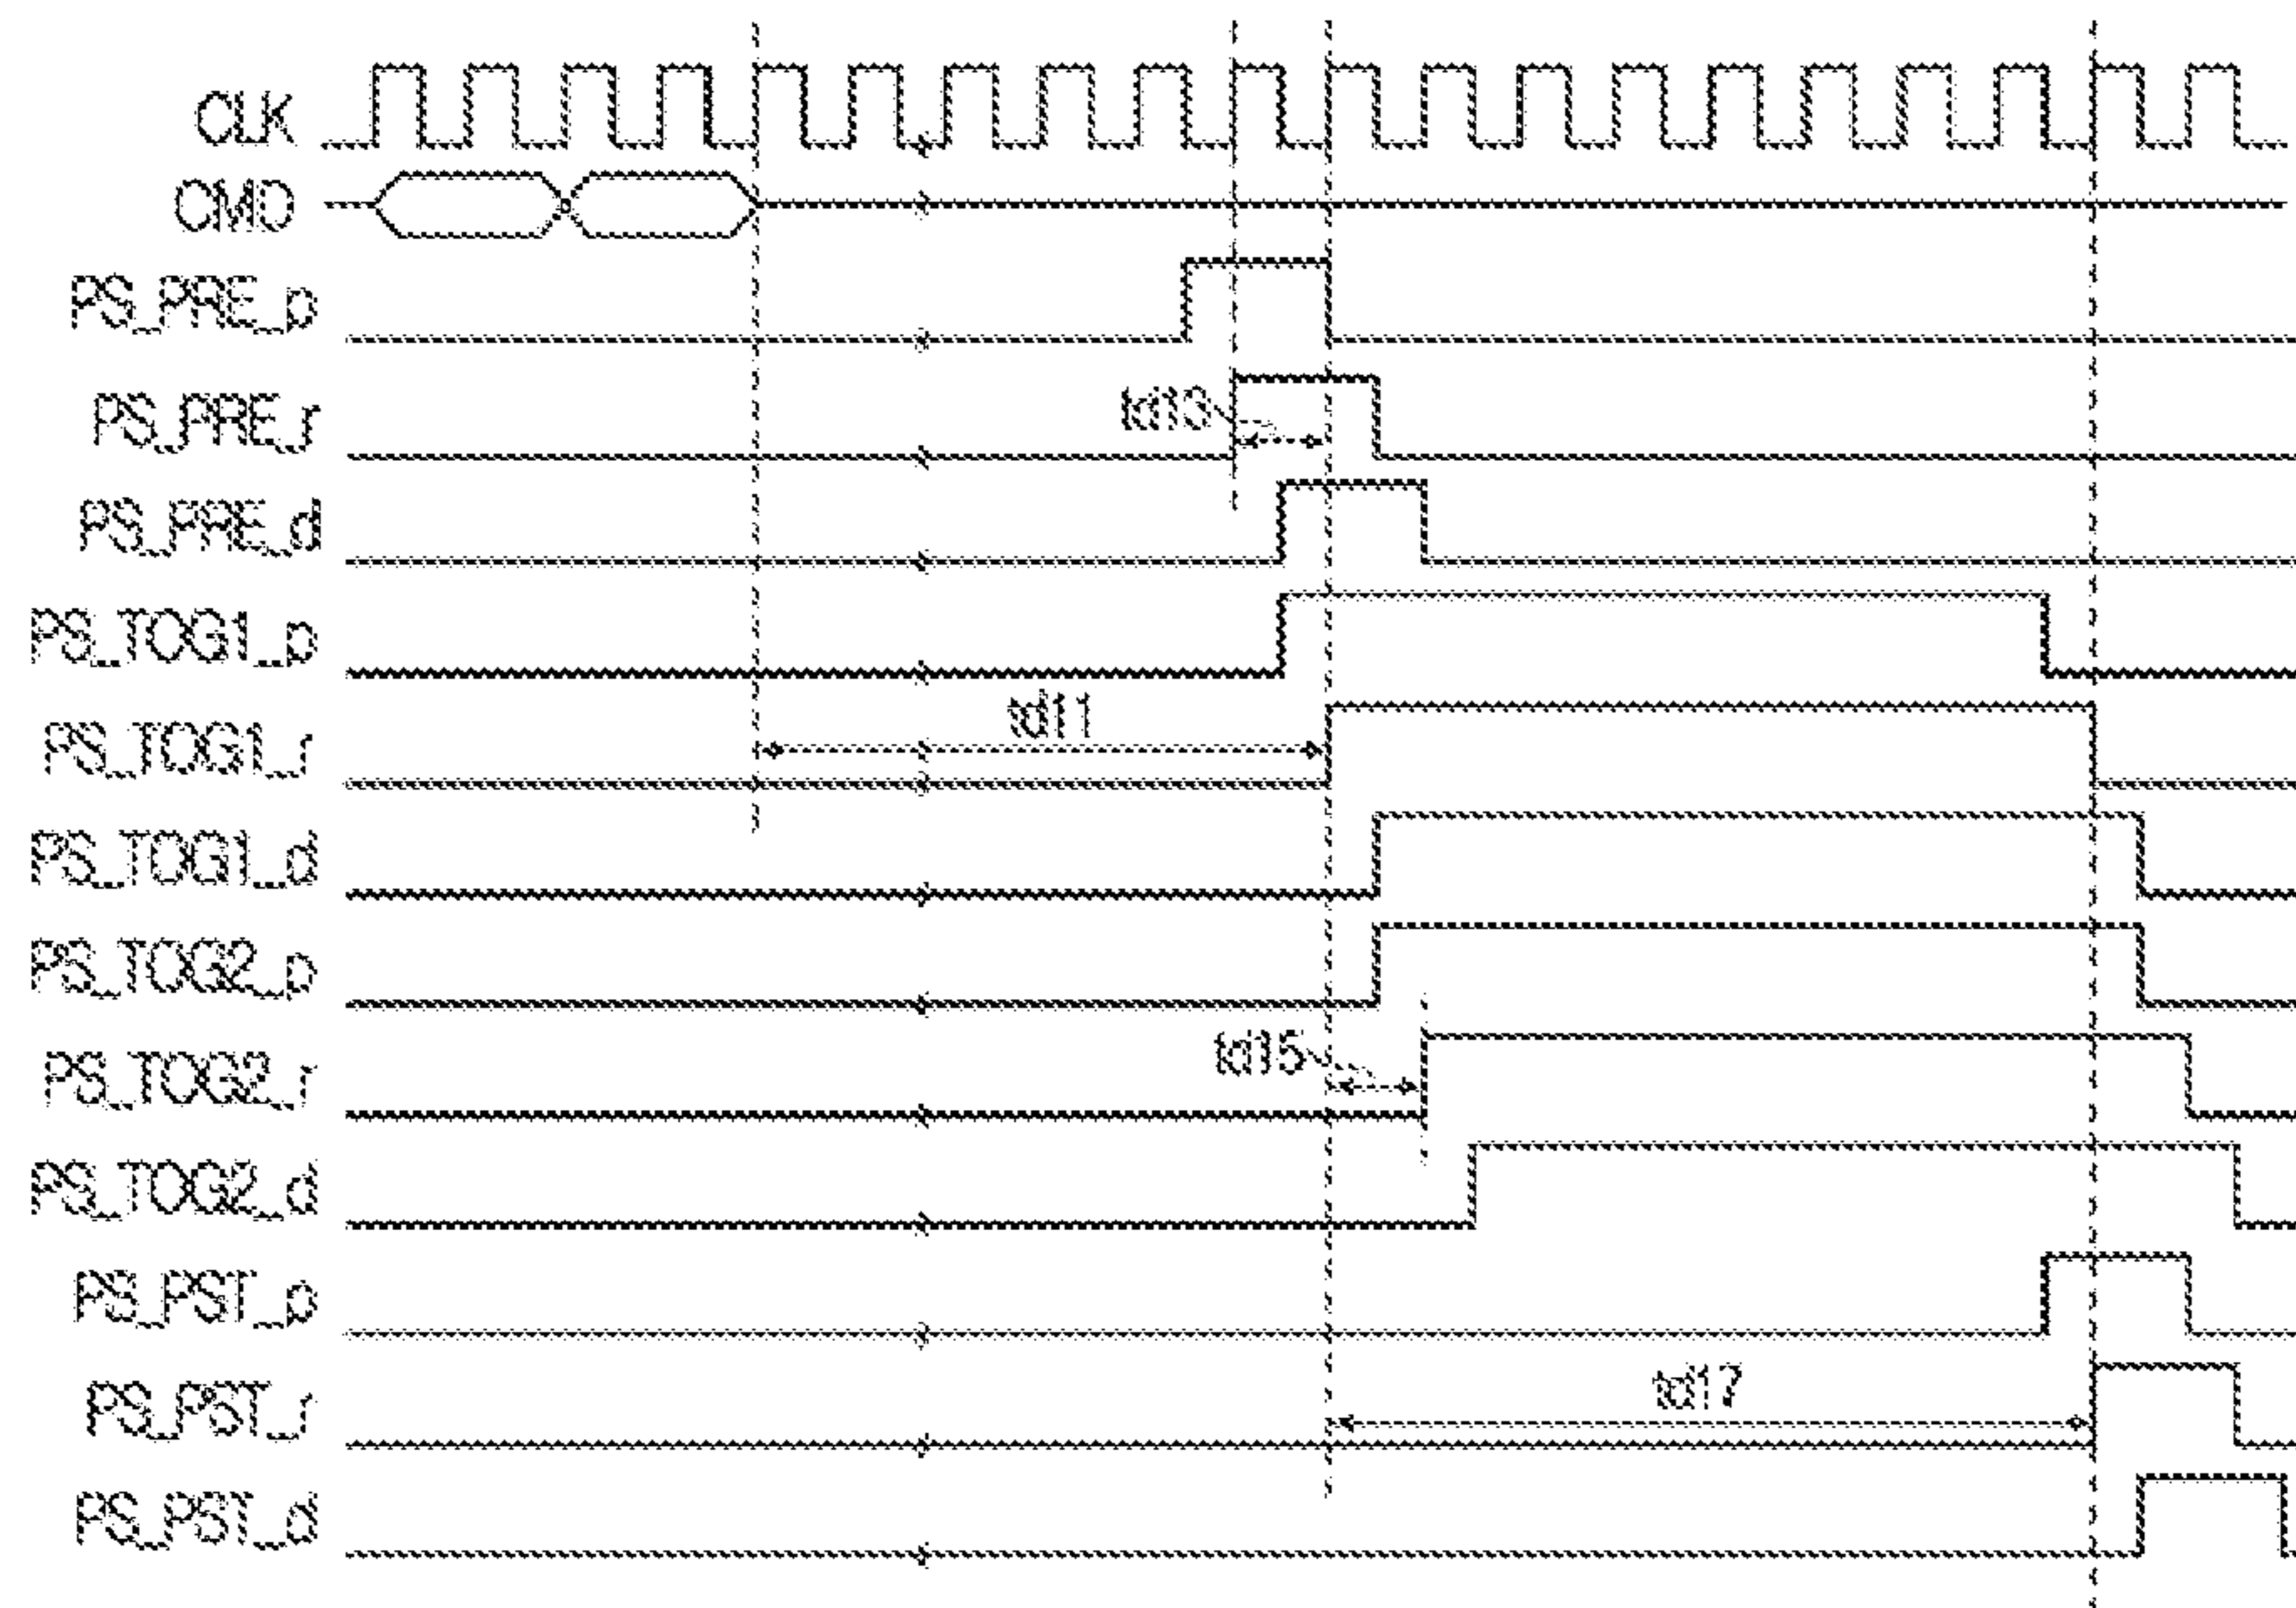 CLK
CMD
PS_PRE_p
PS_PRE_r
td13
PS_PRE_d
PS_TOG1_p
td11
PS_TOG1_r
PS_TOG1_d
PS_TOG2_p
td15
PS_TOG2_r
PS_TOG2_d
PS_PST_p
td17
PS_PST_r
PS_PST_d